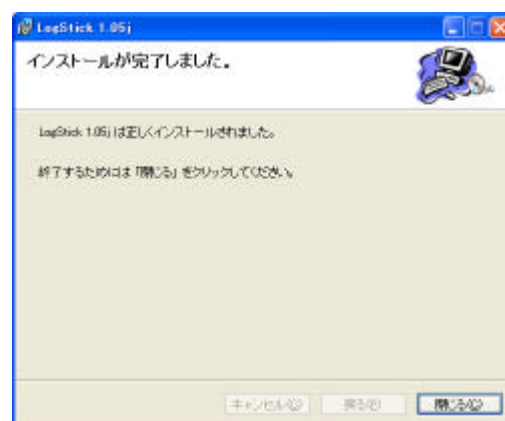 LogStick 1.05j
インストールが完了しました。
LogStick 1.05j は正しくインストールされました。
終了するためには「閉じる」をクリックしてください。
キャンセル(C)
戻る(B)
閉じる(C)